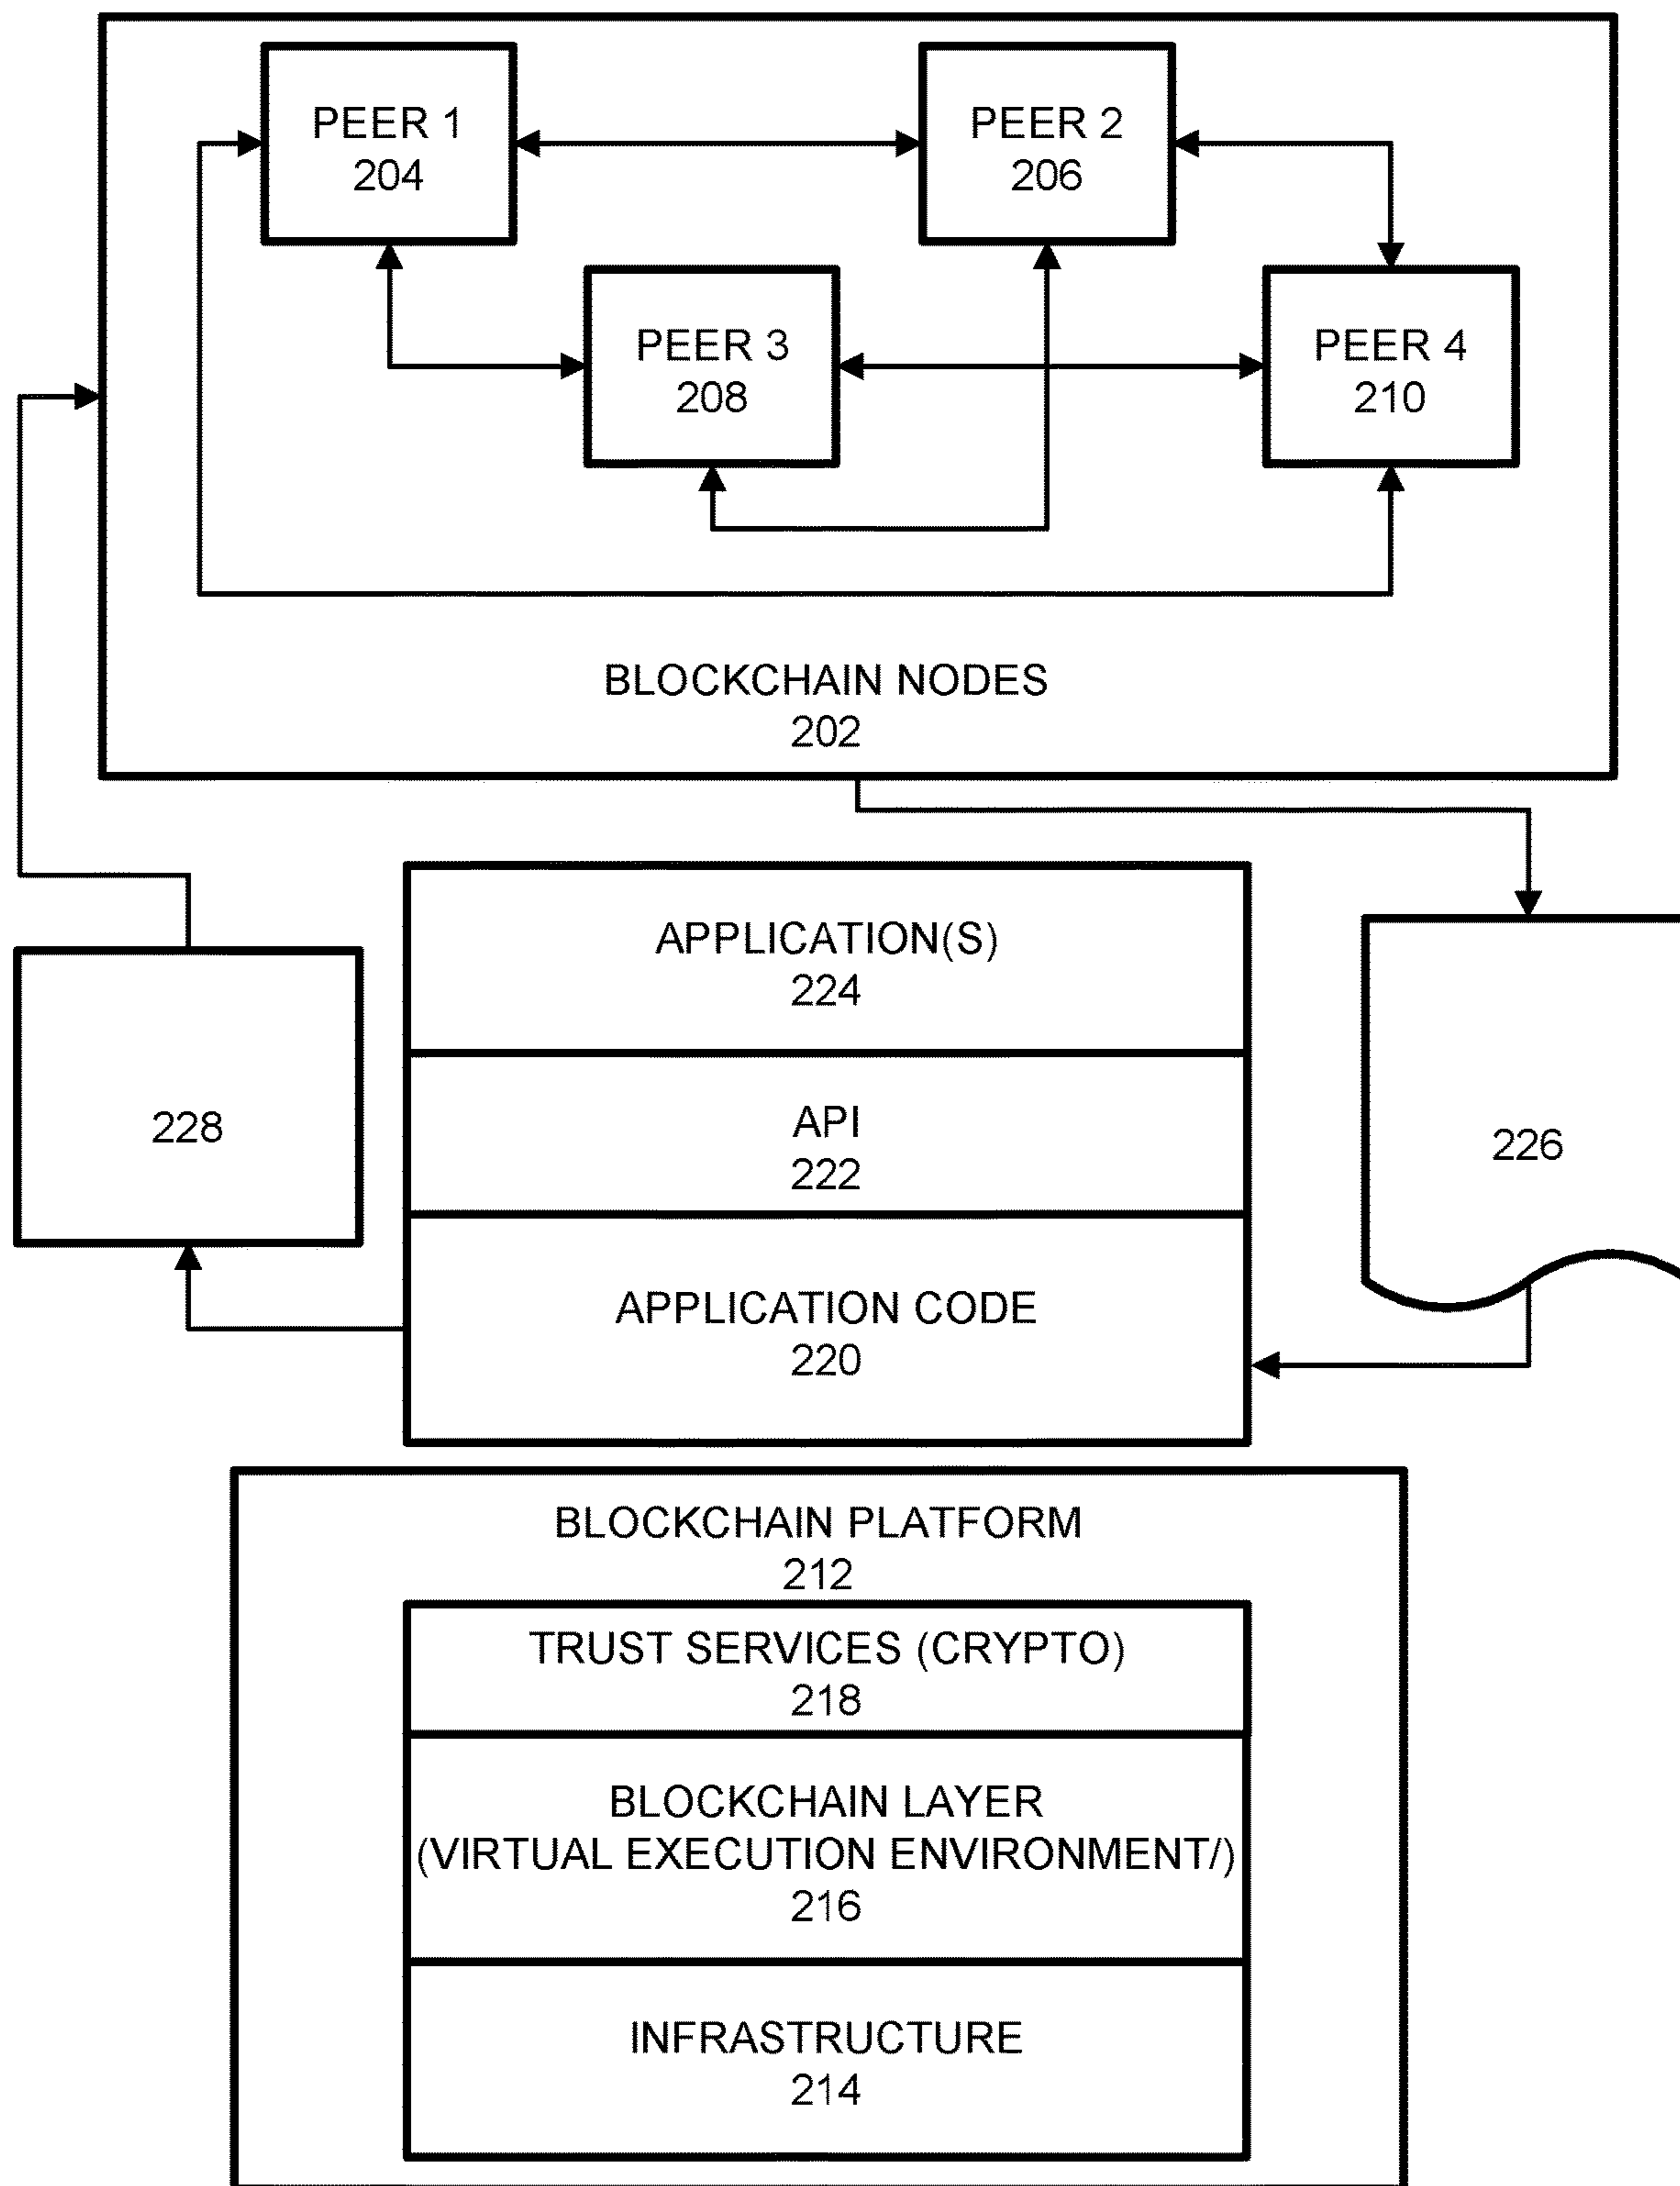 PEER 1
204
PEER 2
206
PEER 3
208
PEER 4
210
BLOCKCHAIN NODES
202
APPLICATION(S)
224
API
222
228
226
APPLICATION CODE
220
BLOCKCHAIN PLATFORM
212
TRUST SERVICES (CRYPTO)
218
BLOCKCHAIN LAYER
(VIRTUAL EXECUTION ENVIRONMENT/)
216
INFRASTRUCTURE
214